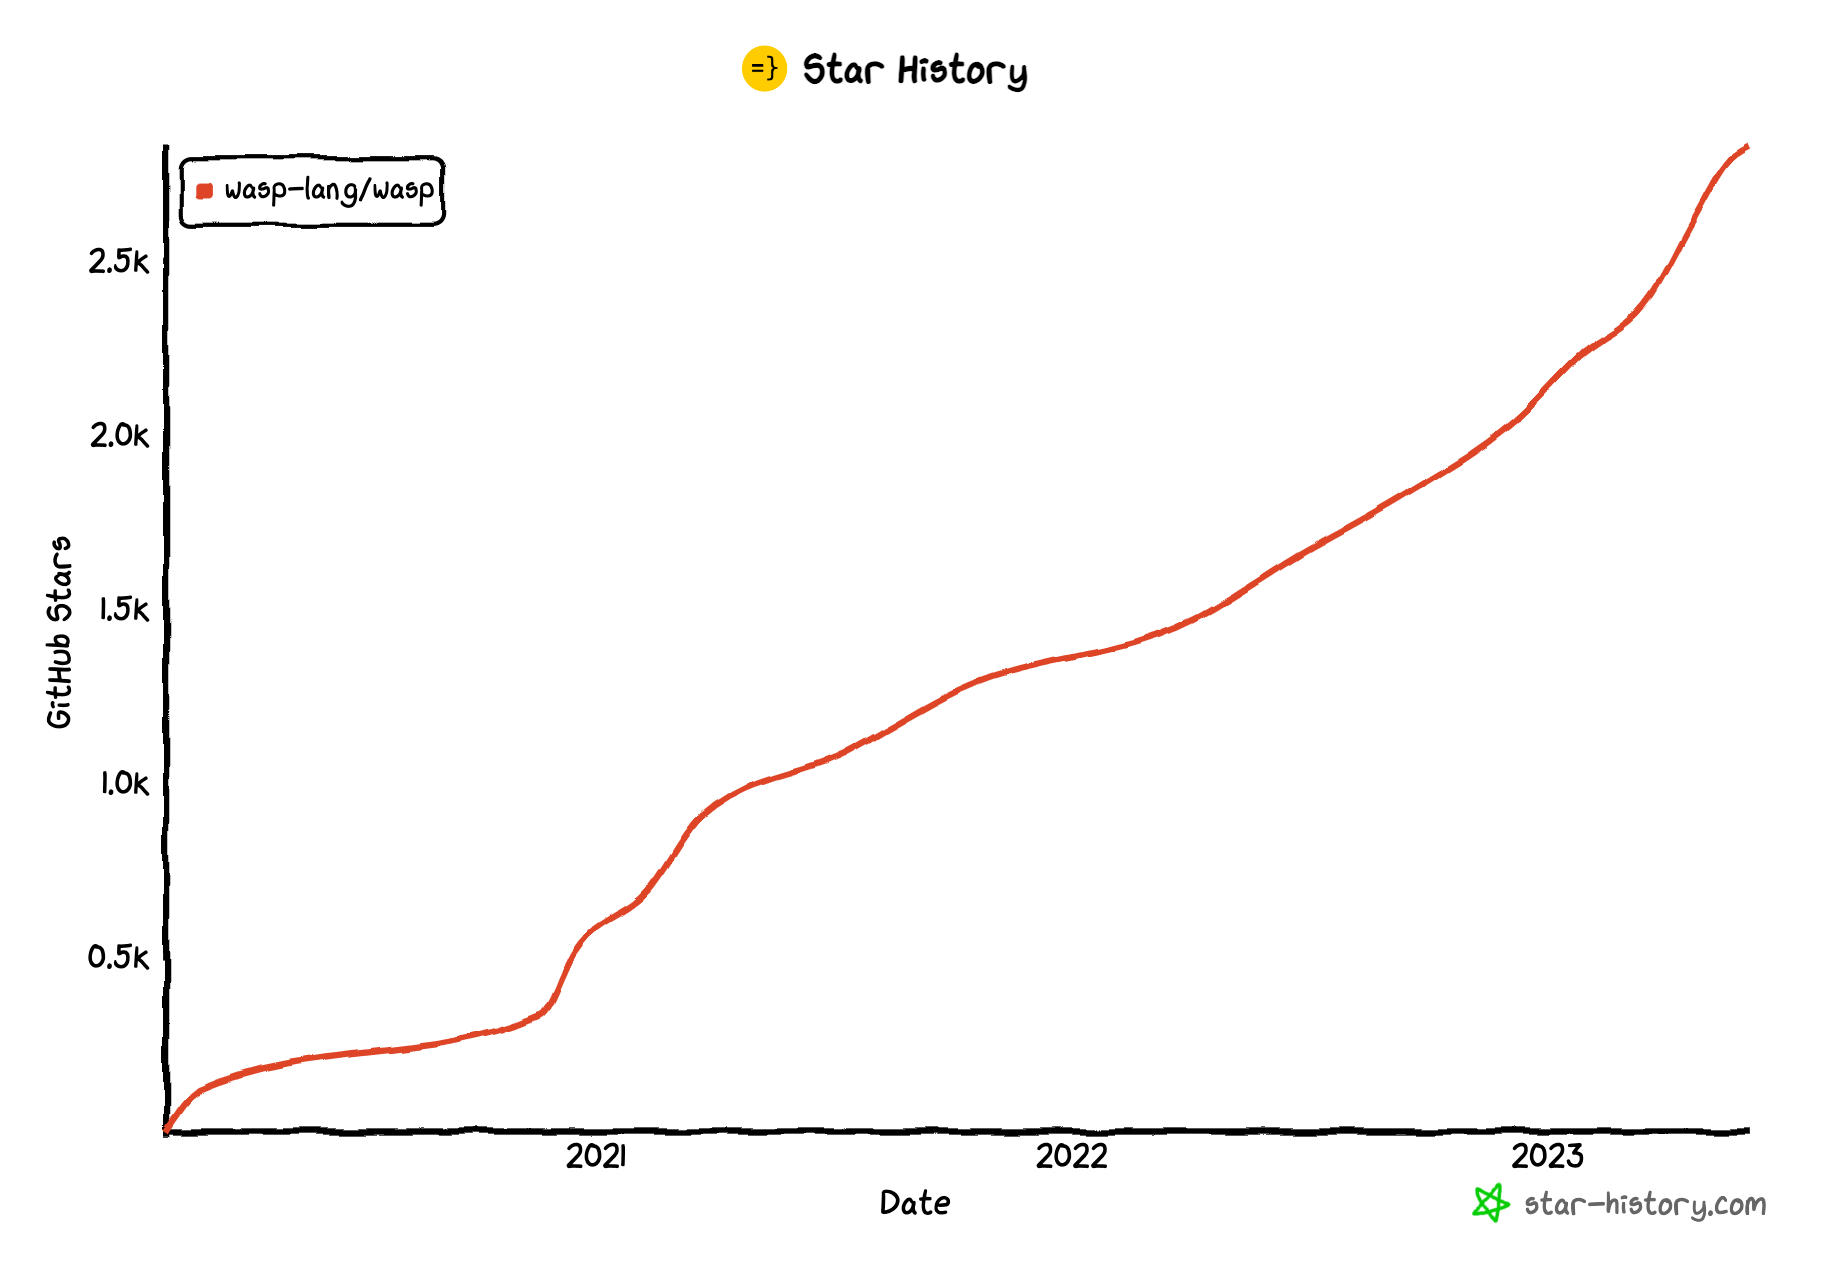 =} Star History
wasp-lang/wasp
2.5K
2.0K
1.5K
1.0K
0.5K
GitHub Stars
2021 2022 2023
Date
star-history.com